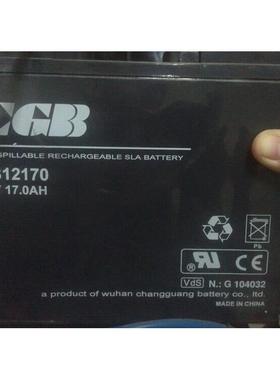 CGB
SPILLABLE RECHARGEABLE SLA BATTERY
12170
17.0AH
Pb
UR
VdS N.: G 104032
a product of wuhan changguang battery co., ltd.
MADE IN CHINA